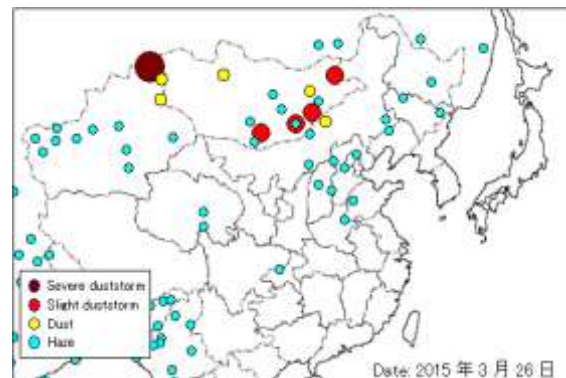 Severe duststorm
Slight duststorm
Dust
Haze
Date: 2015 年 3 月 26 日